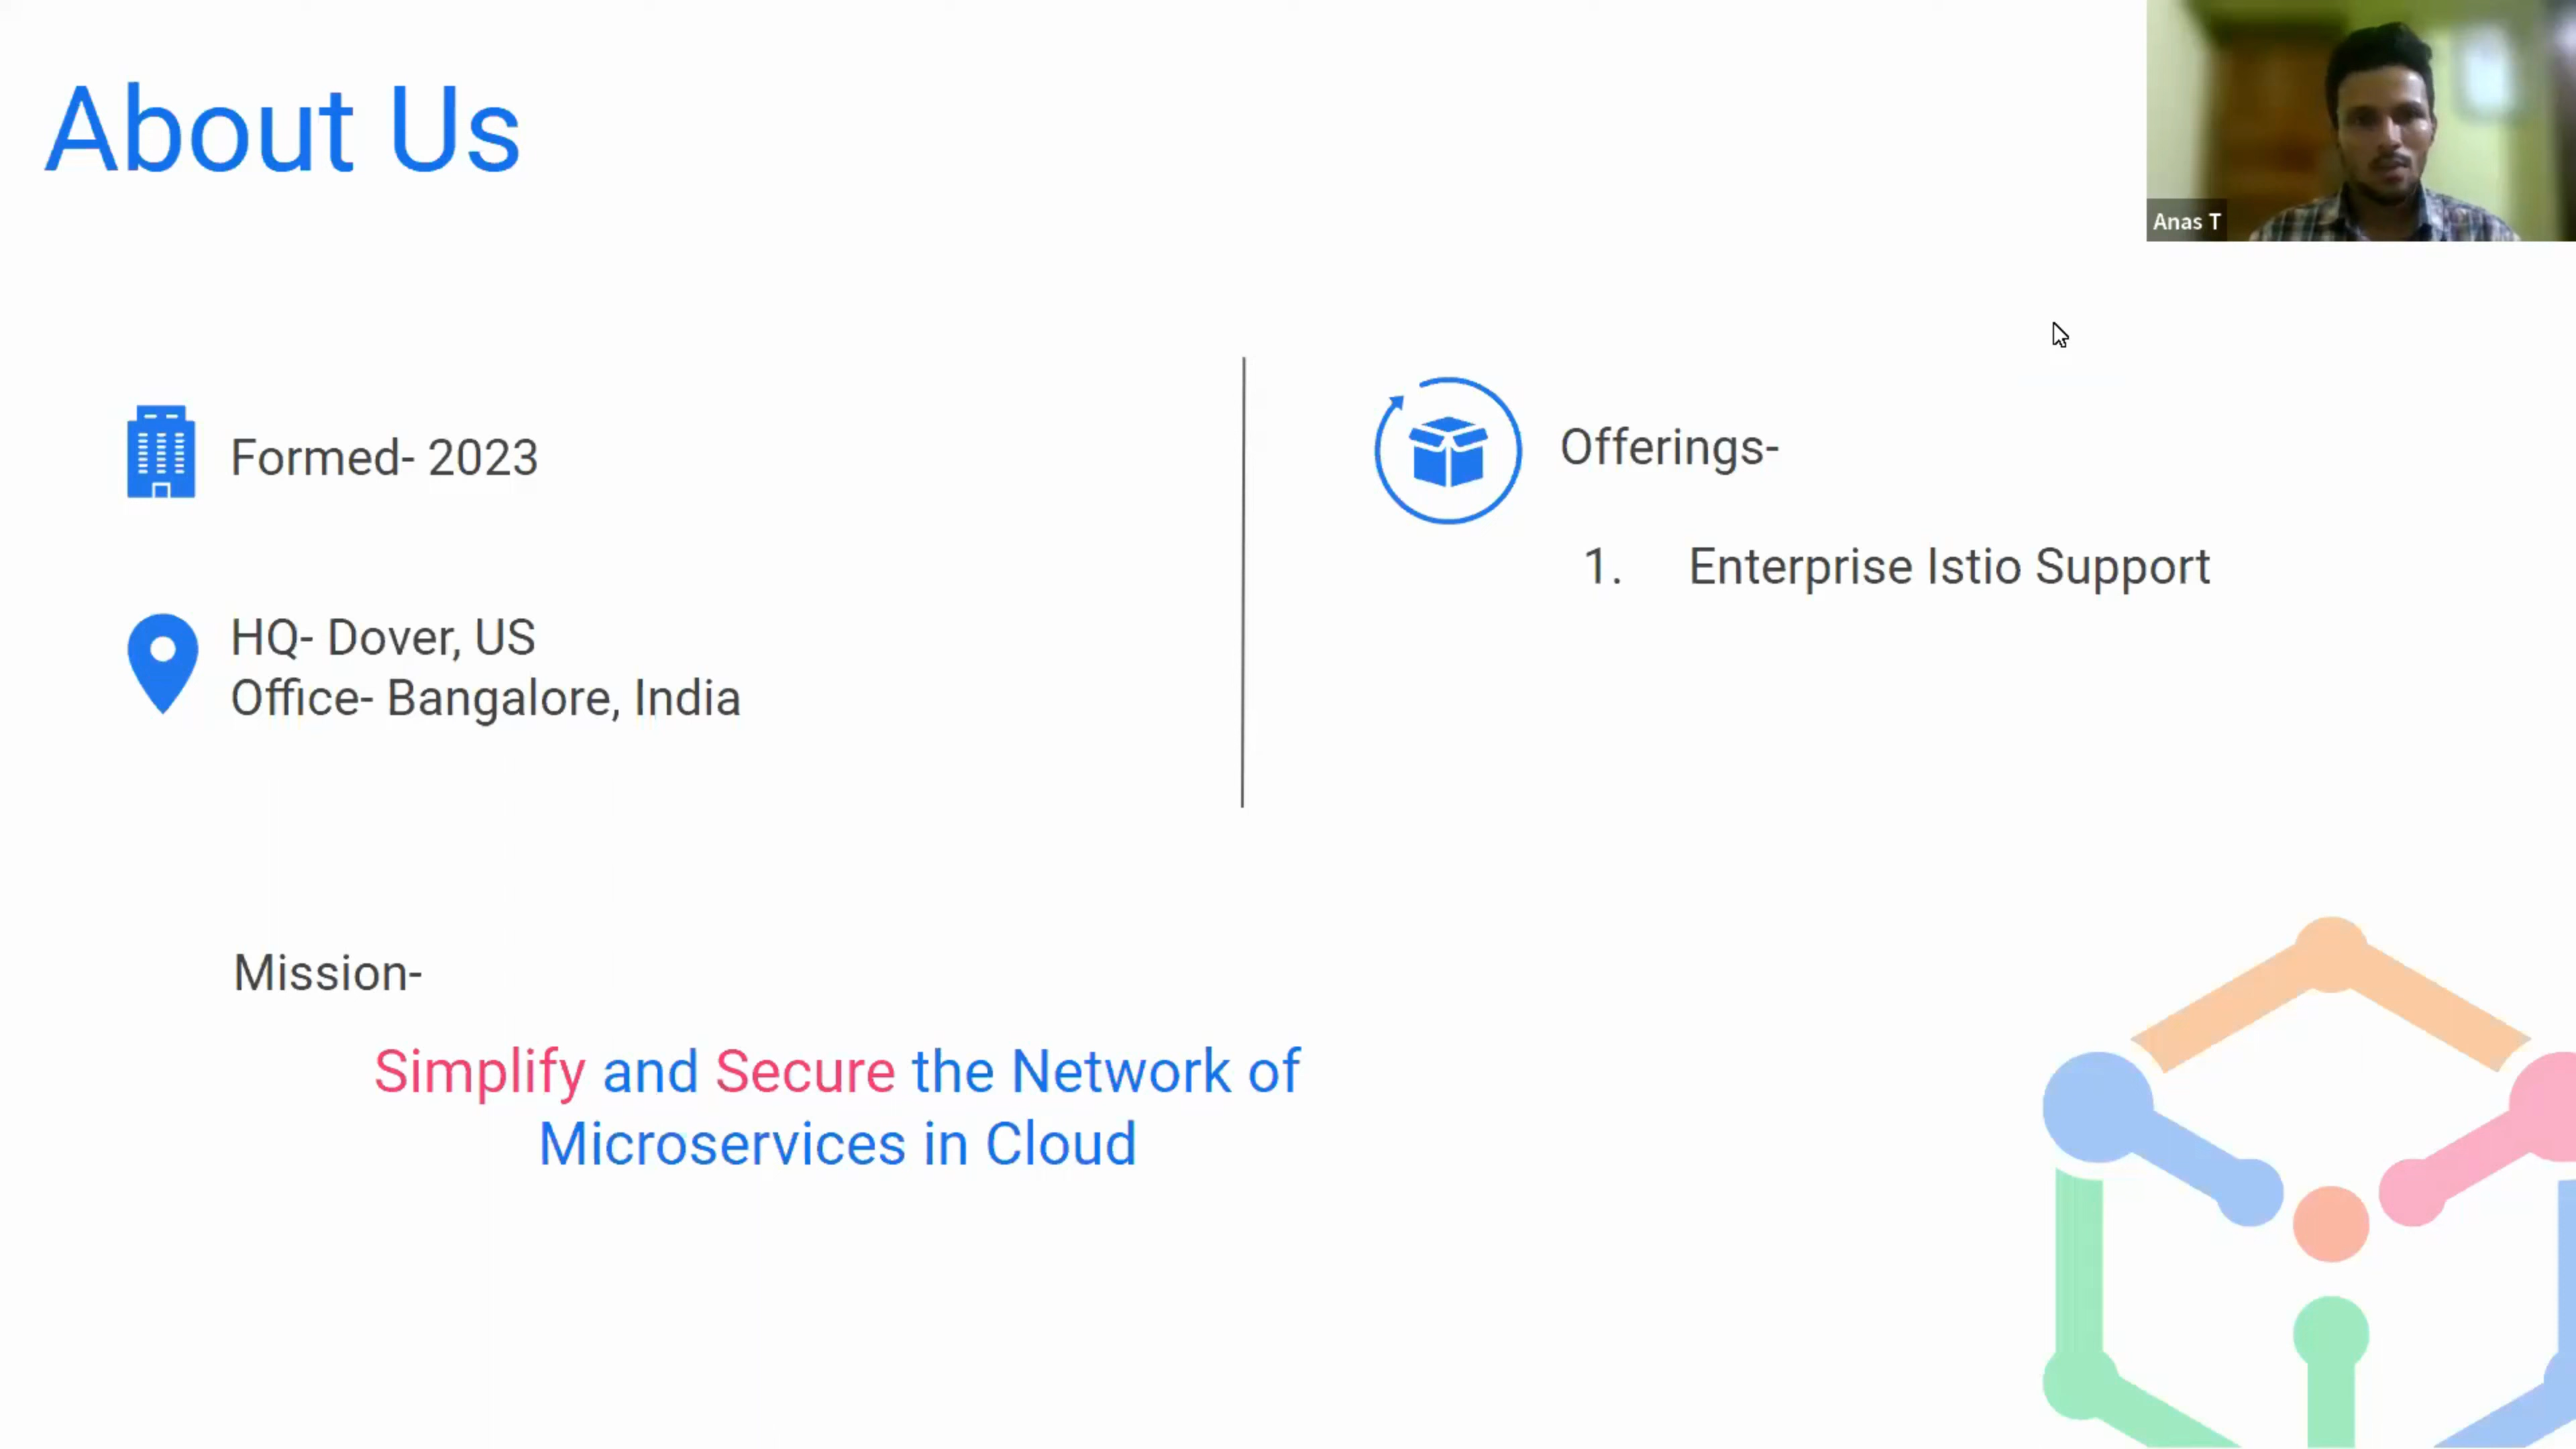 About Us
Anas T
Formed- 2023
HQ- Dover, US
Office- Bangalore, India
Offerings-
1. Enterprise Istio Support
Mission-
Simplify and Secure the Network of
Microservices in Cloud